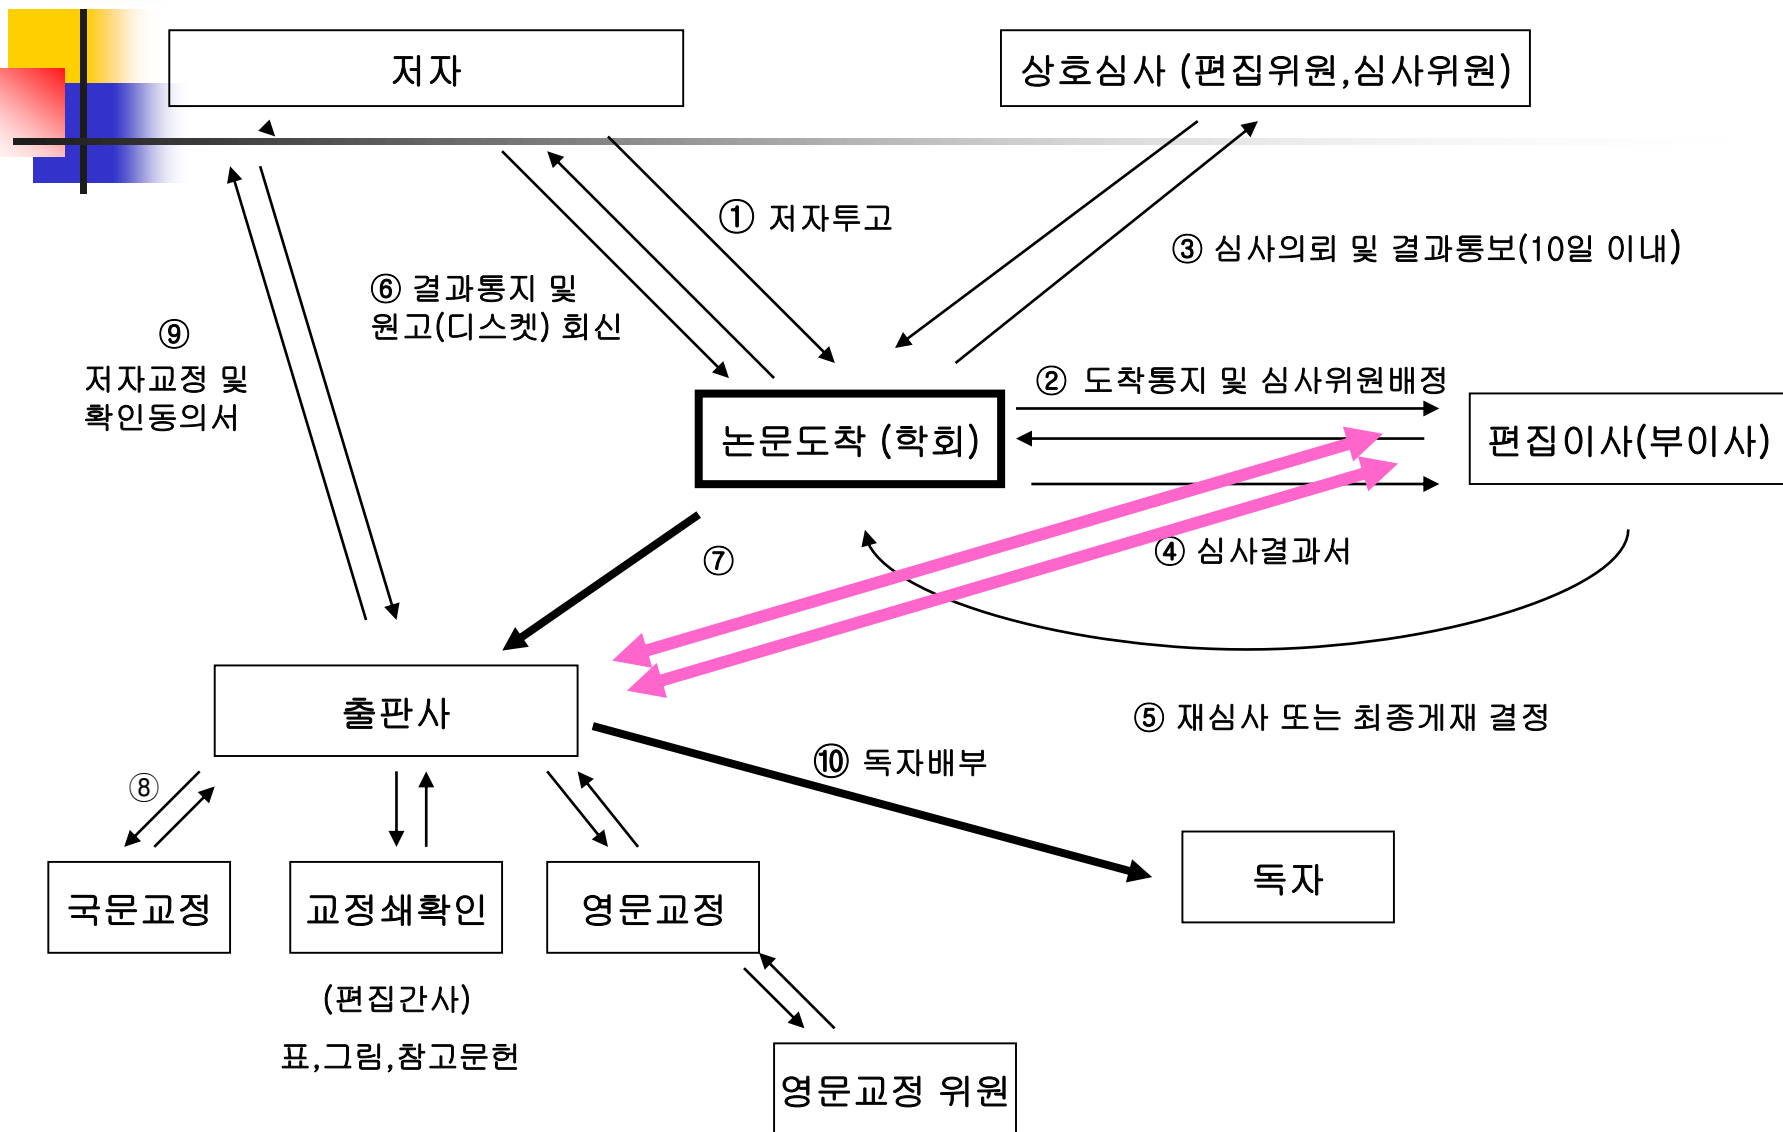 저자
상호심사 (편집위원,심사위원)
① 저자투고
③ 심사의뢰 및 결과통보(10일 이내)
⑥ 결과통지 및
원고(디스켓) 회신
⑨
저자교정 및
확인동의서
② 도착통지 및 심사위원배정
논문도착 (학회)
편집이사(부이사)
⑦
④ 심사결과서
출판사
⑤ 재심사 또는 최종게재 결정
⑩ 독자배부
⑧
독자
국문교정
교정쇄확인
영문교정
(편집간사)
표,그림,참고문헌
영문교정 위원